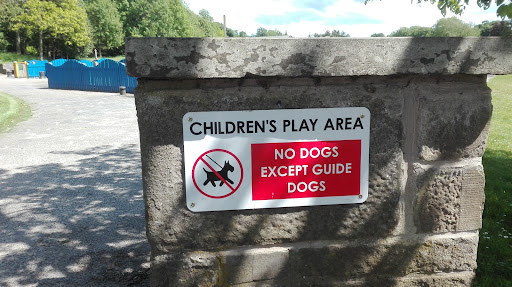 CHILDREN'S PLAY AREA
NO DOGS
EXCEPT GUIDE
DOGS